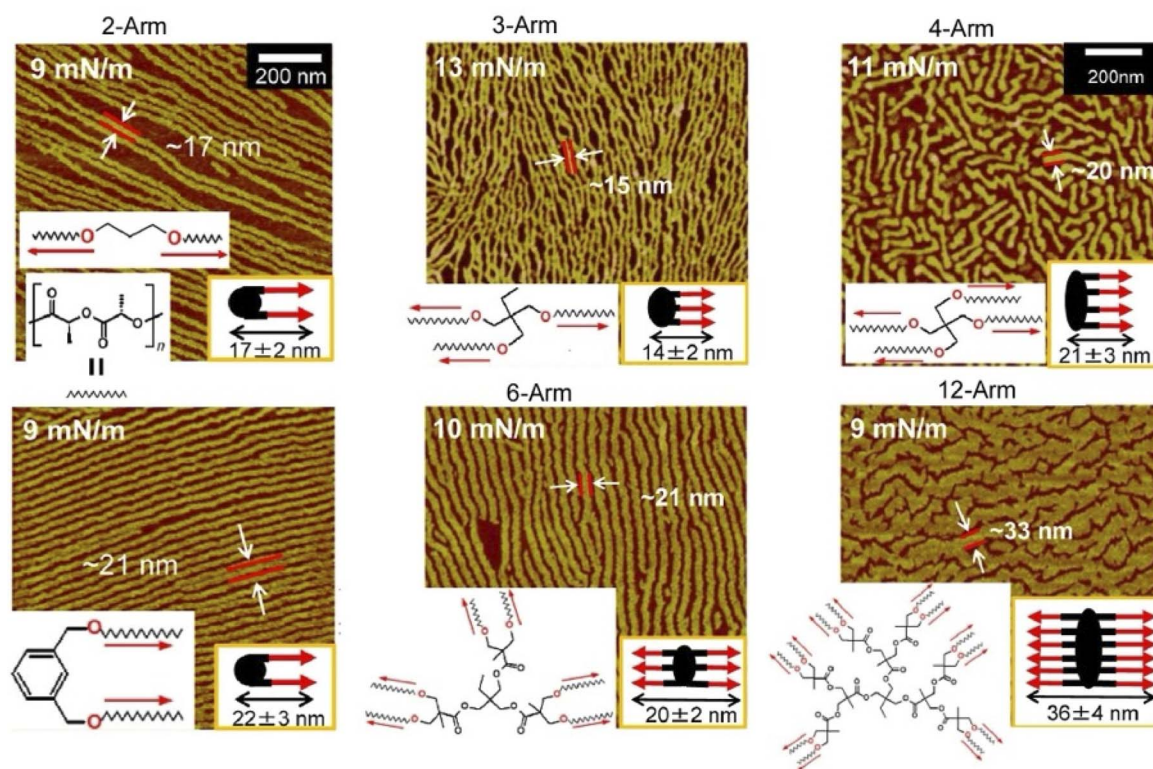 2-Arm
9 mN/m
200 nm
~17 nm
O O
O O O O n
17±2 nm
=
3-Arm
13 mN/m
~15 nm
O O O
14±2 nm
4-Arm
11 mN/m
200nm
~20 nm
O O O O
21±3 nm
9 mN/m
~21 nm
O
O
22±3 nm
6-Arm
10 mN/m
~21 nm
20±2 nm
12-Arm
9 mN/m
~33 nm
36±4 nm